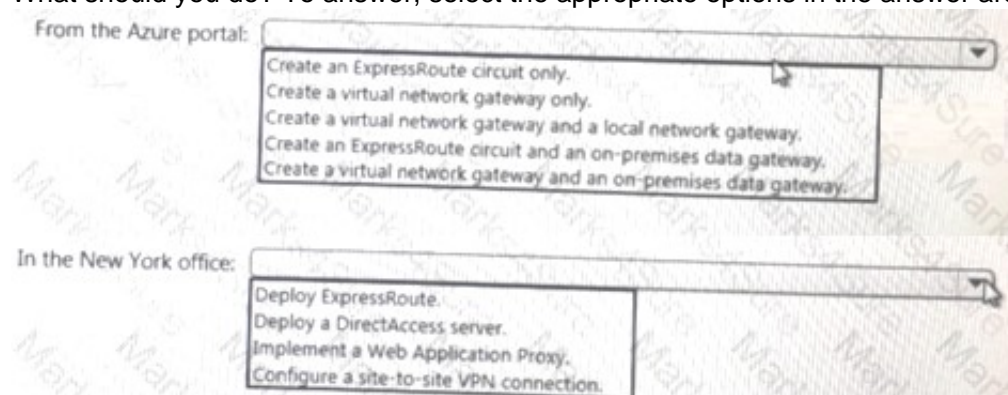 What should you do? To answer, select the appropriate options in the answer are
From the Azure portal:
Create an ExpressRoute circuit only.
Create a virtual network gateway only.
Create a virtual network gateway and a local network gateway.
Create an ExpressRoute circuit and an on-premises data gateway.
Create a virtual network gateway and an on-premises data gateway.
In the New York office:
Deploy ExpressRoute.
Deploy a DirectAccess server.
Implement a Web Application Proxy.
Configure a site-to-site VPN connection.